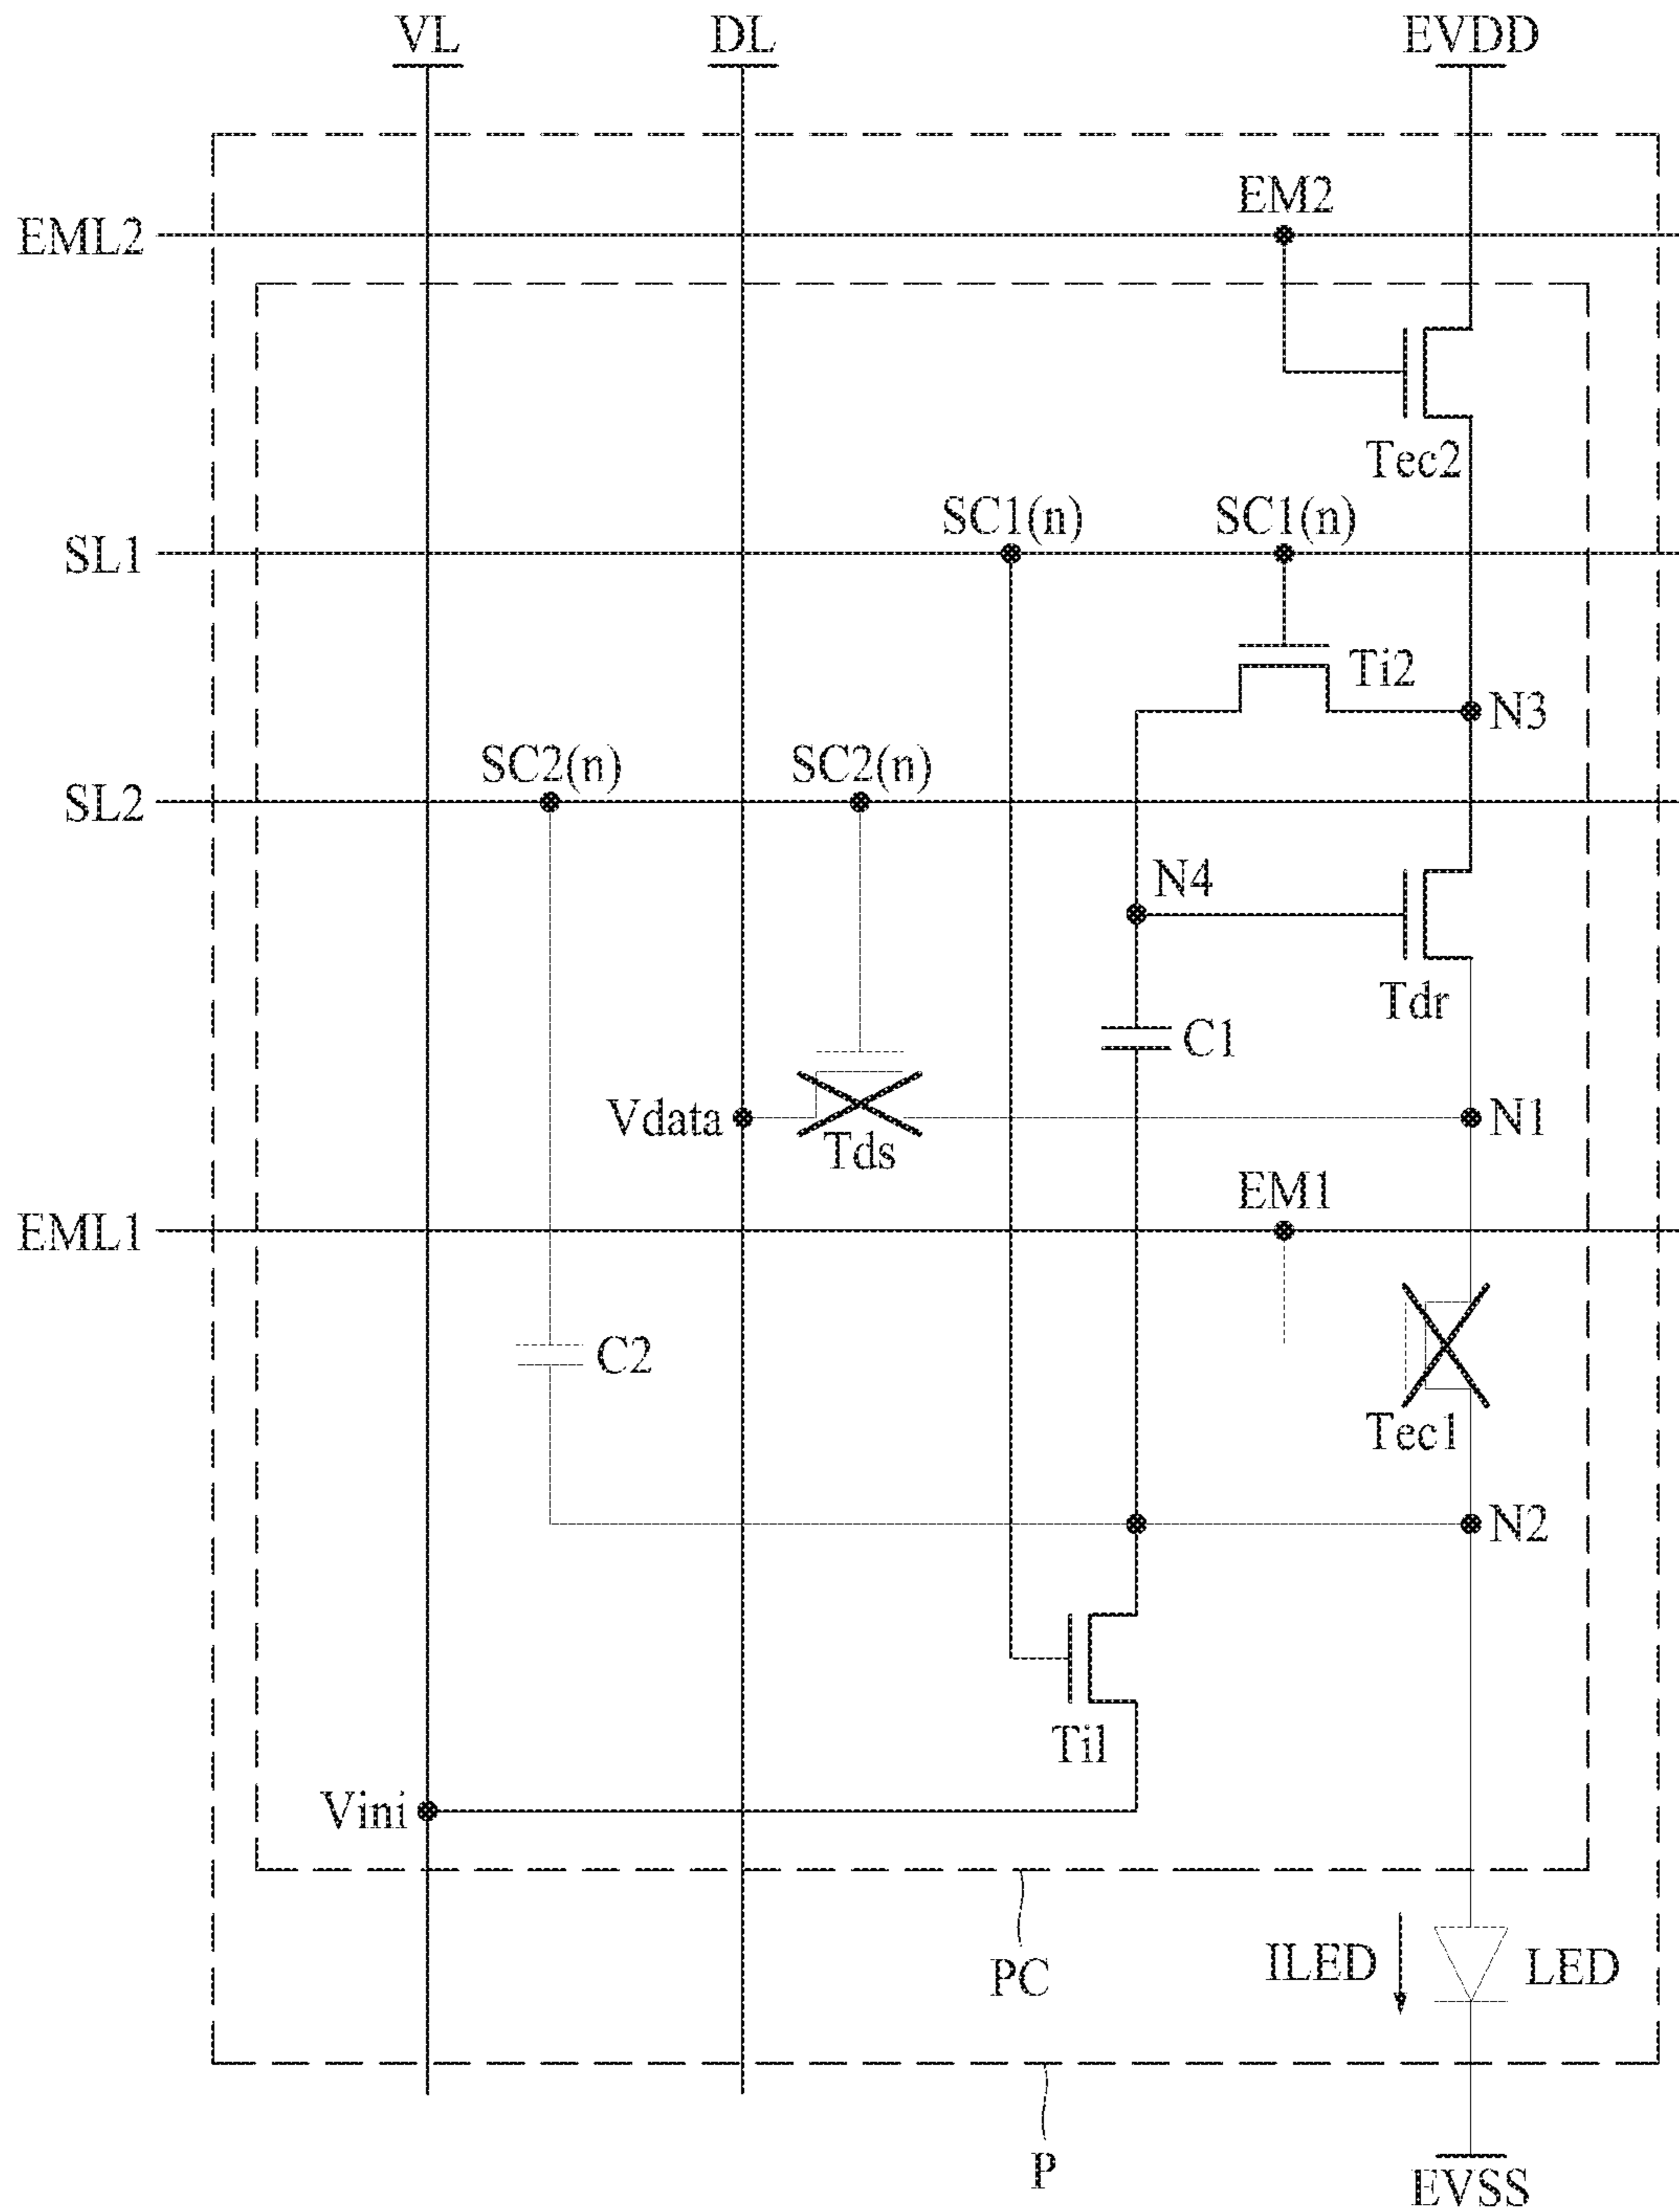 VL
DL
EVDD
EM2
EML2
Tec2
SC1(n)
SC1(n)
SL1
Ti2
N3
SC2(n)
SC2(n)
SL2
N4
Tdr
C1
Vdata
Tds
N1
EM1
EML1
C2
Tec1
N2
Ti1
Vini
PC
ILED
LED
P
EVSS